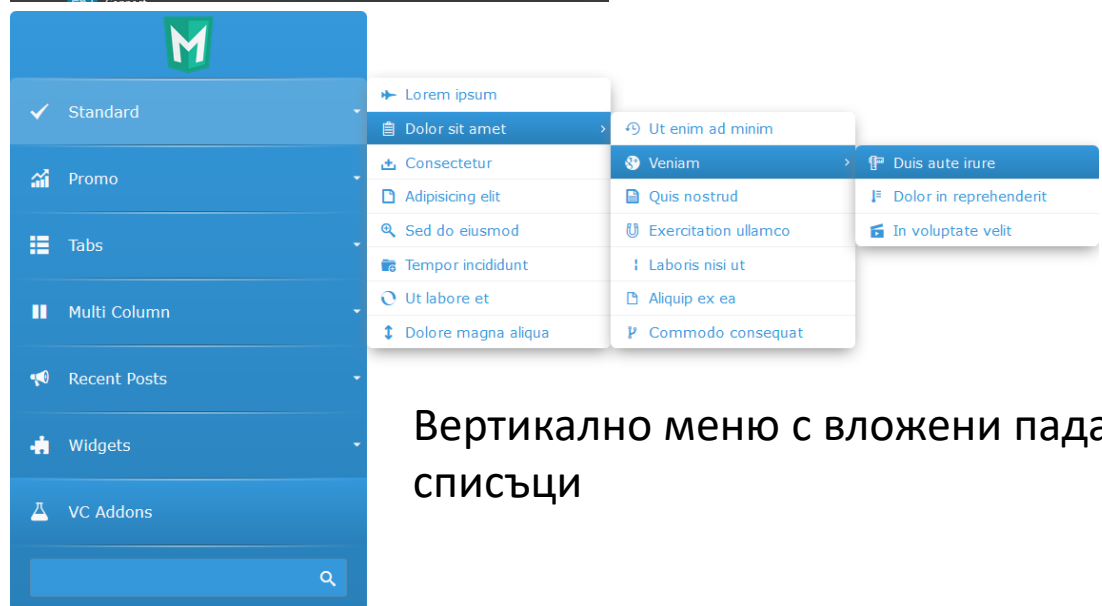 M
Standard
Promo
Tabs
Multi Column
Recent Posts
Widgets
VC Addons
Lorem ipsum
Dolor sit amet
Consectetur
Adipisicing elit
Sed do eiusmod
Tempor incididunt
Ut labore et
Dolore magna aliqua
Ut enim ad minim
Veniam
Quis nostrud
Exercitation ullamco
Laboris nisi ut
Aliquip ex ea
Commodo consequat
Duis aute irure
Dolor in reprehenderit
In voluptate velit
Вертикално меню с вложени пада
списъци